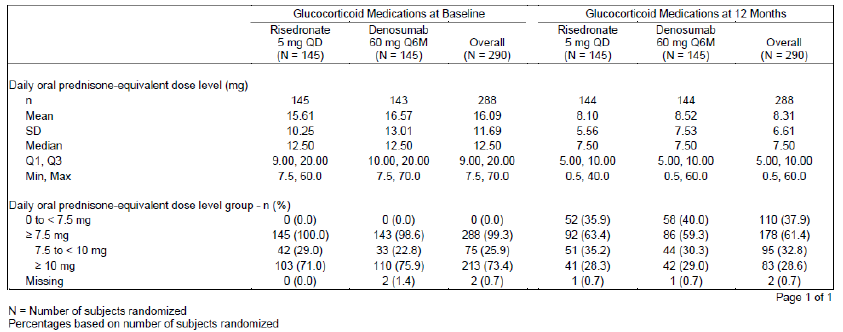 Glucocorticoid Medications at Baseline Glucocorticoid Medications at 12 Months
Risedronate 5 mg QD (N = 145) Denosumab 60 mg Q6M (N = 145) Overall (N = 290) Risedronate 5 mg QD (N = 145) Denosumab 60 mg Q6M (N = 145) Overall (N = 290)
Daily oral prednisone-equivalent dose level (mg)
n 145 143 288 144 144 288
Mean 15.61 16.57 16.09 8.10 8.52 8.31
SD 10.25 13.01 11.69 5.56 7.53 6.61
Median 12.50 12.50 12.50 7.50 7.50 7.50
Q1, Q3 9.00, 20.00 10.00, 20.00 9.00, 20.00 5.00, 10.00 5.00, 10.00 5.00, 10.00
Min, Max 7.5, 60.0 7.5, 70.0 7.5, 70.0 0.5, 40.0 0.5, 60.0 0.5, 60.0
Daily oral prednisone-equivalent dose level group - n (%)
0 to < 7.5 mg 0 (0.0) 0 (0.0) 0 (0.0) 52 (35.9) 58 (40.0) 110 (37.9)
≥ 7.5 mg 145 (100.0) 143 (98.6) 288 (99.3) 92 (63.4) 86 (59.3) 178 (61.4)
7.5 to < 10 mg 42 (29.0) 33 (22.8) 75 (25.9) 51 (35.2) 44 (30.3) 95 (32.8)
≥ 10 mg 103 (71.0) 110 (75.9) 213 (73.4) 41 (28.3) 42 (29.0) 83 (28.6)
Missing 0 (0.0) 2 (1.4) 2 (0.7) 1 (0.7) 1 (0.7) 2 (0.7)
Page 1 of 1
N = Number of subjects randomized
Percentages based on number of subjects randomized